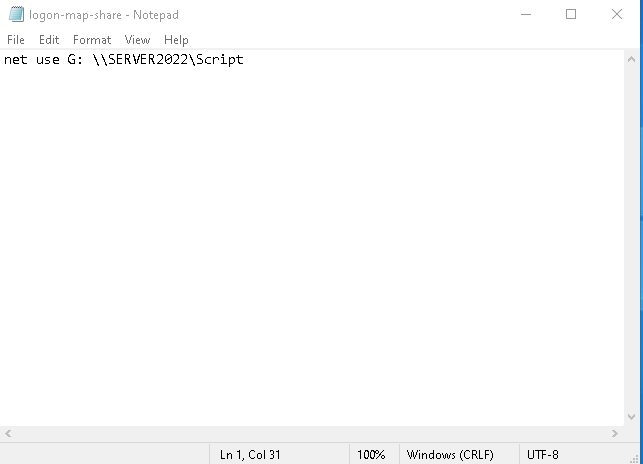 logon-map-share - Notepad
File Edit Format View Help
net use G: \\SERVER2022\Script
Ln 1, Col 31 100% Windows (CRLF) UTF-8